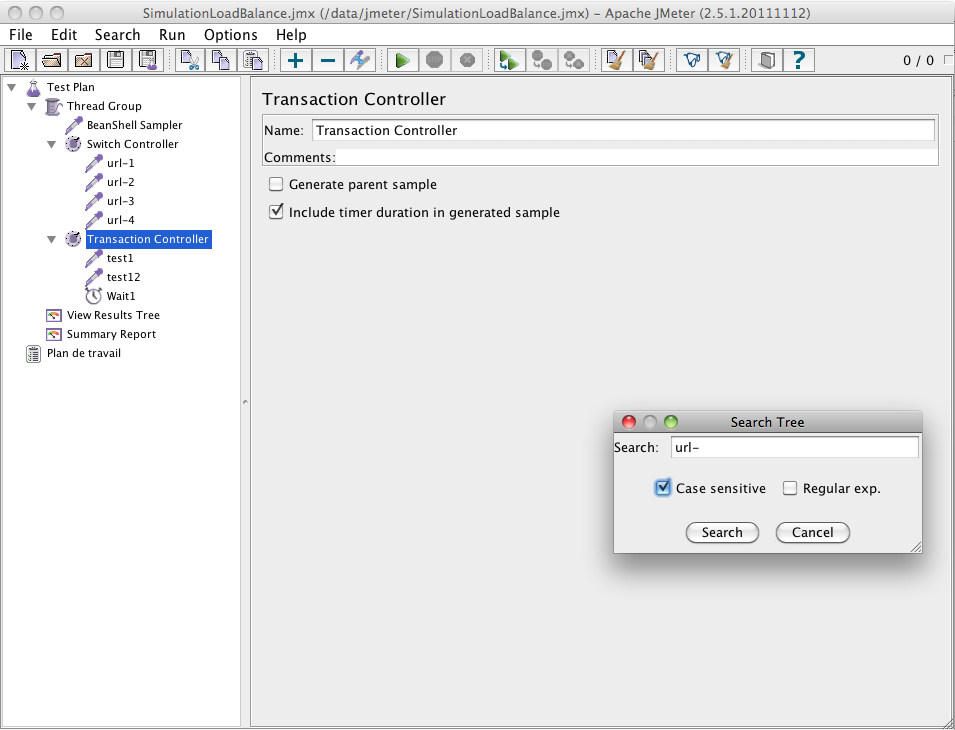 SimulationLoadBalance.jmx (/data/jmeter/SimulationLoadBalance.jmx) – Apache JMeter (2.5.1.20111112)
File Edit Search Run Options Help
? 0 / 0
Test Plan
Thread Group
BeanShell Sampler
Switch Controller
url-1
url-2
url-3
url-4
Transaction Controller
test1
test12
Wait1
View Results Tree
Summary Report
Plan de travail
Transaction Controller
Name: Transaction Controller
Comments:
Generate parent sample
Include timer duration in generated sample
Search Tree
Search: url-
Case sensitive Regular exp.
Search Cancel